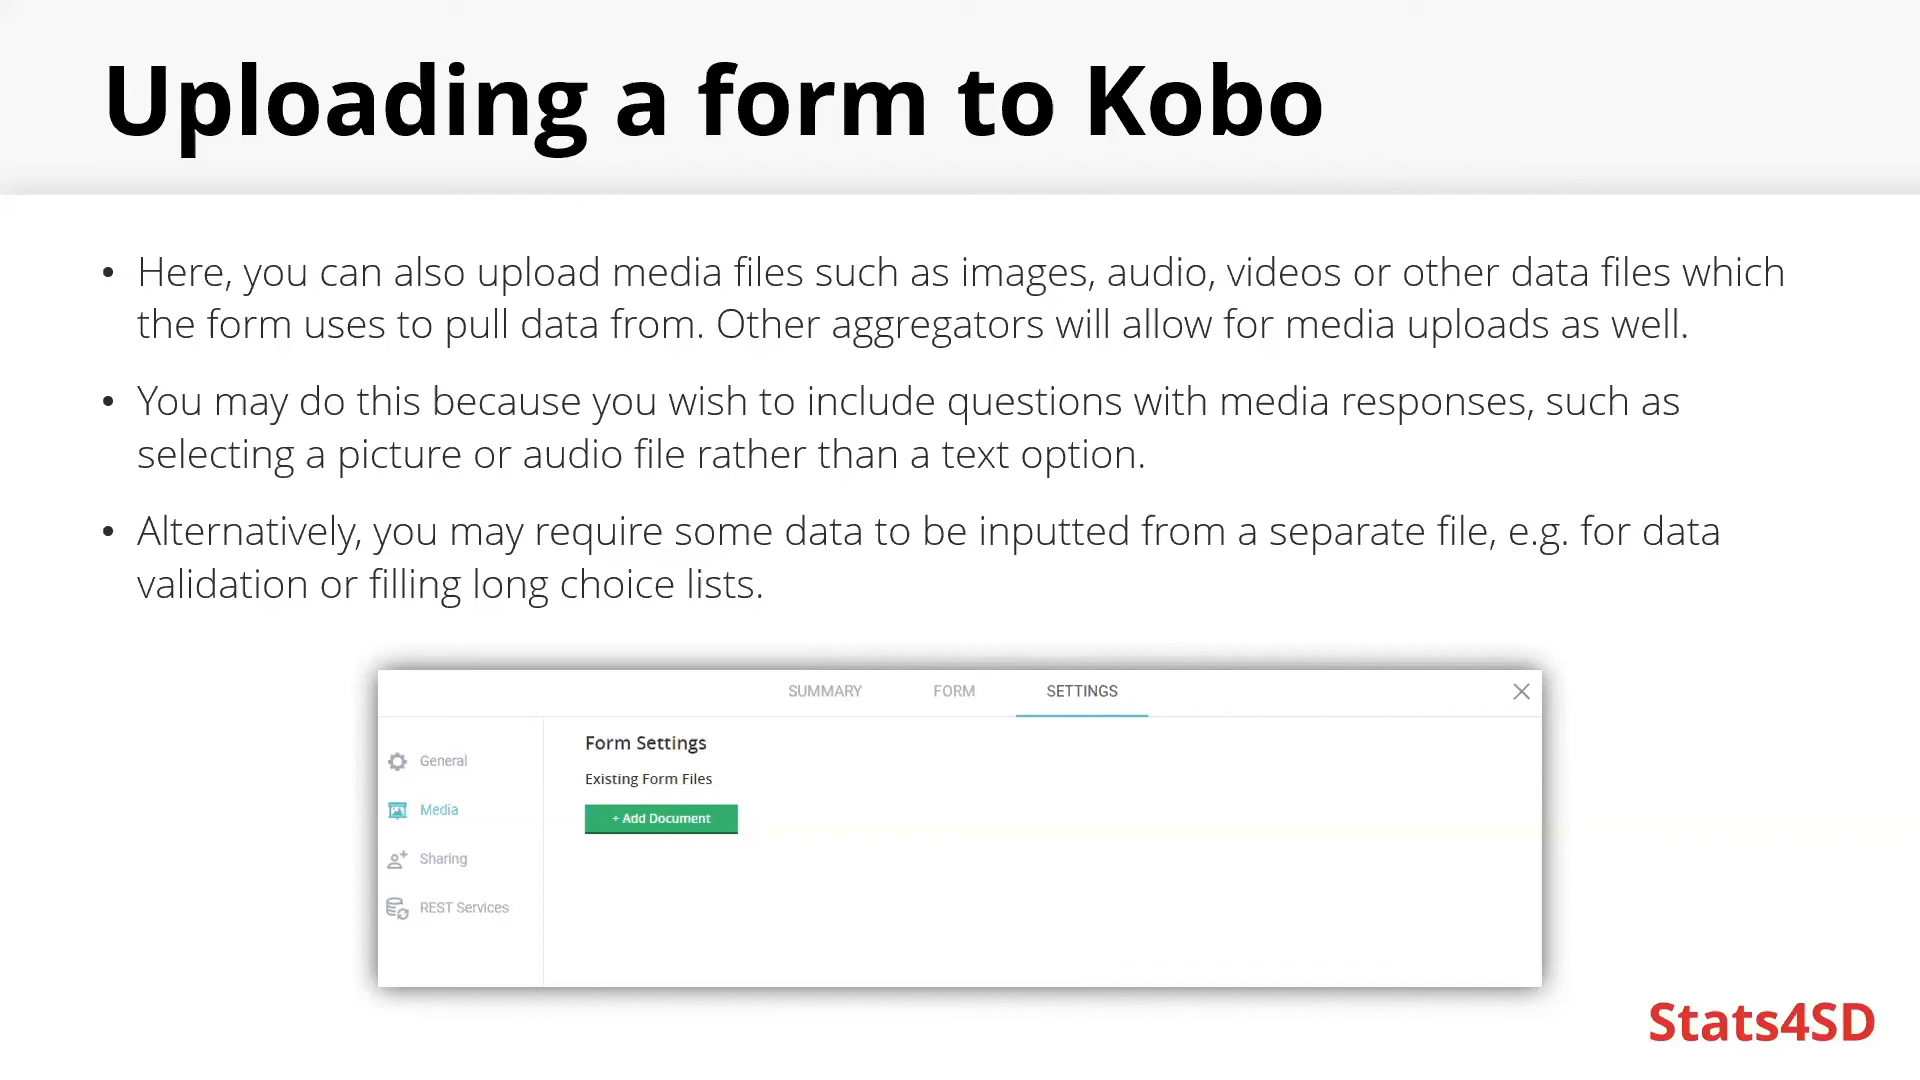 Uploading a form to Kobo
• Here, you can also upload media files such as images, audio, videos or other data files which
the form uses to pull data from. Other aggregators will allow for media uploads as well.
• You may do this because you wish to include questions with media responses, such as
selecting a picture or audio file rather than a text option.
• Alternatively, you may require some data to be inputted from a separate file, e.g. for data
validation or filling long choice lists.
SUMMARY FORM SETTINGS
General
Media
Sharing
REST Services
Form Settings
Existing Form Files
+ Add Document
Stats4SD